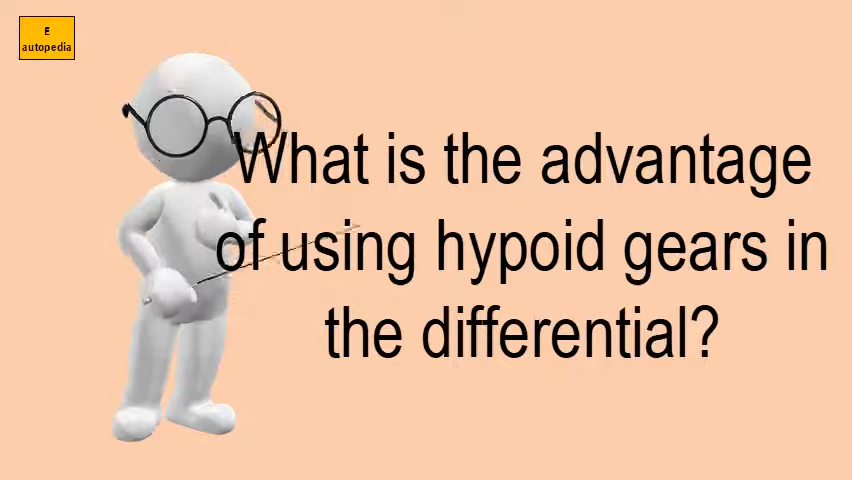 E
autopedia
What is the advantage
of using hypoid gears in
the differential?